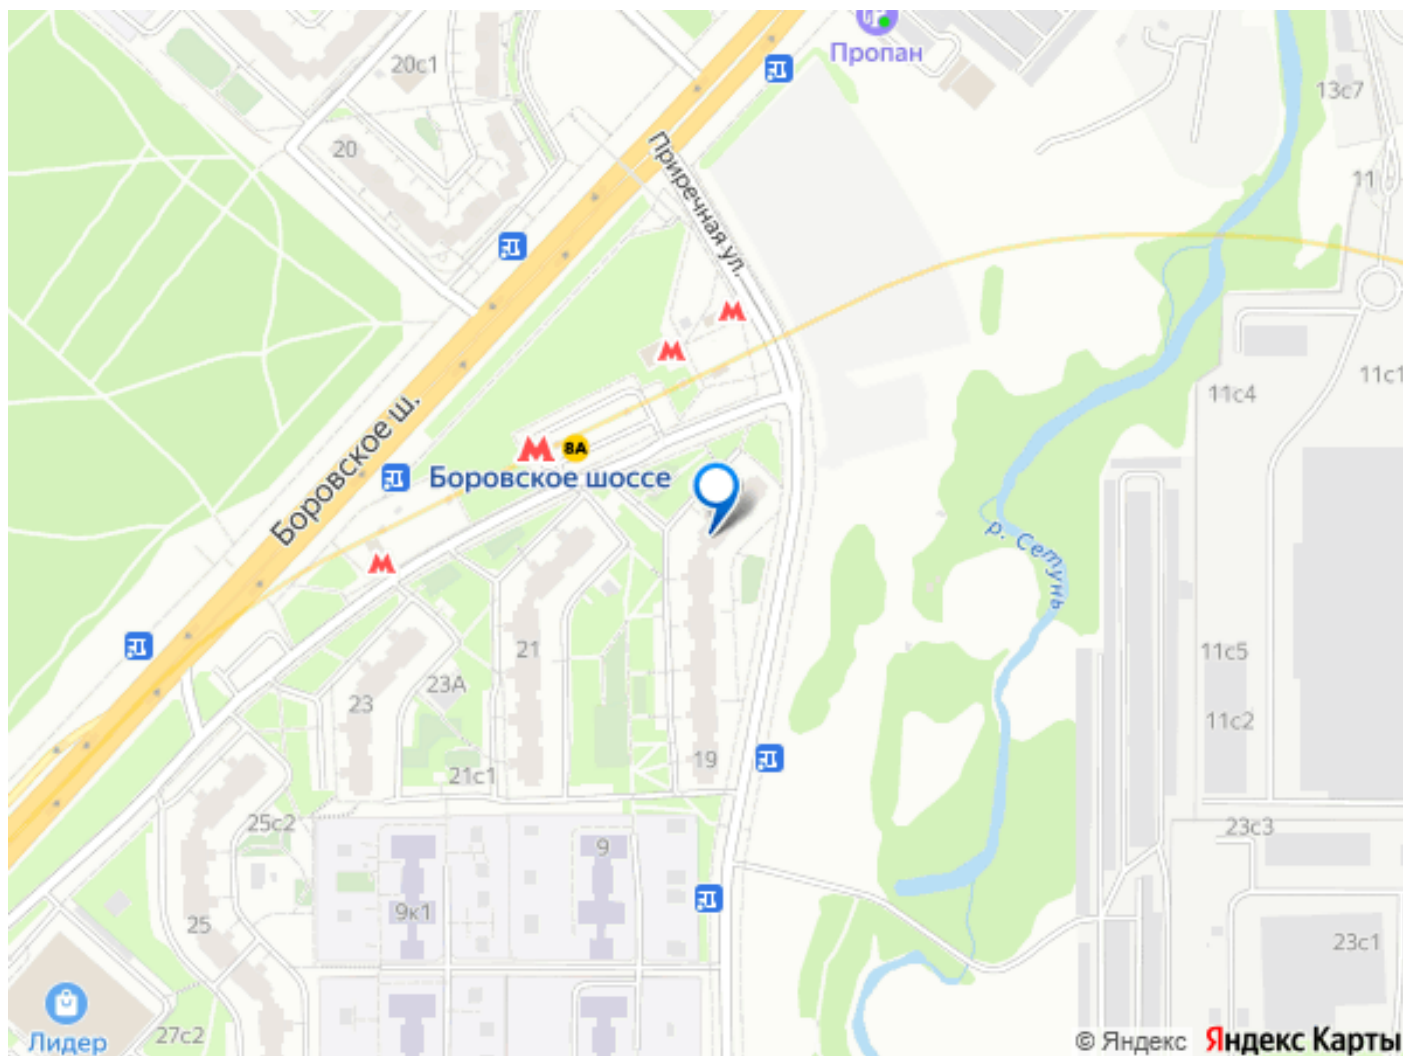 20с1
Пропан
13с7
20
Приречная ул.
11
11с1
11с4
Боровское ш.
М
М
М
8А
Боровское шоссе
р. Сетунь
М
21
11с5
23А
23
11с2
19
21с1
25с2
9
23с3
9к1
25
23с1
Лидер
27с2
© Яндекс Яндекс Карты